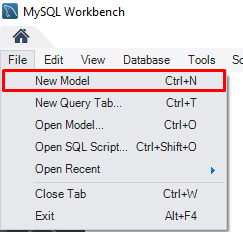 MySQL Workbench
File Edit View Database Tools
New Model Ctrl+N
New Query Tab... Ctrl+T
Open Model... Ctrl+O
Open SQL Script... Ctrl+Shift+O
Open Recent
Close Tab Ctrl+W
Exit Alt+F4